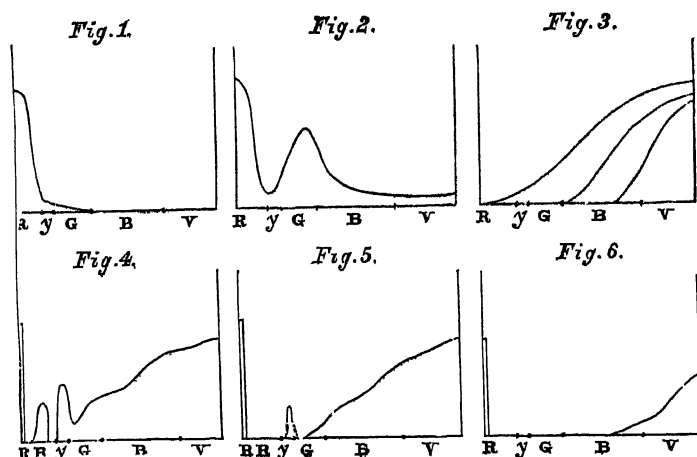 Fig. 1. Fig. 2. Fig. 3.
R y G B V R y G B V R y G B V
Fig. 4. Fig. 5. Fig. 6.
R R y G B V R R y G B V R y G B V